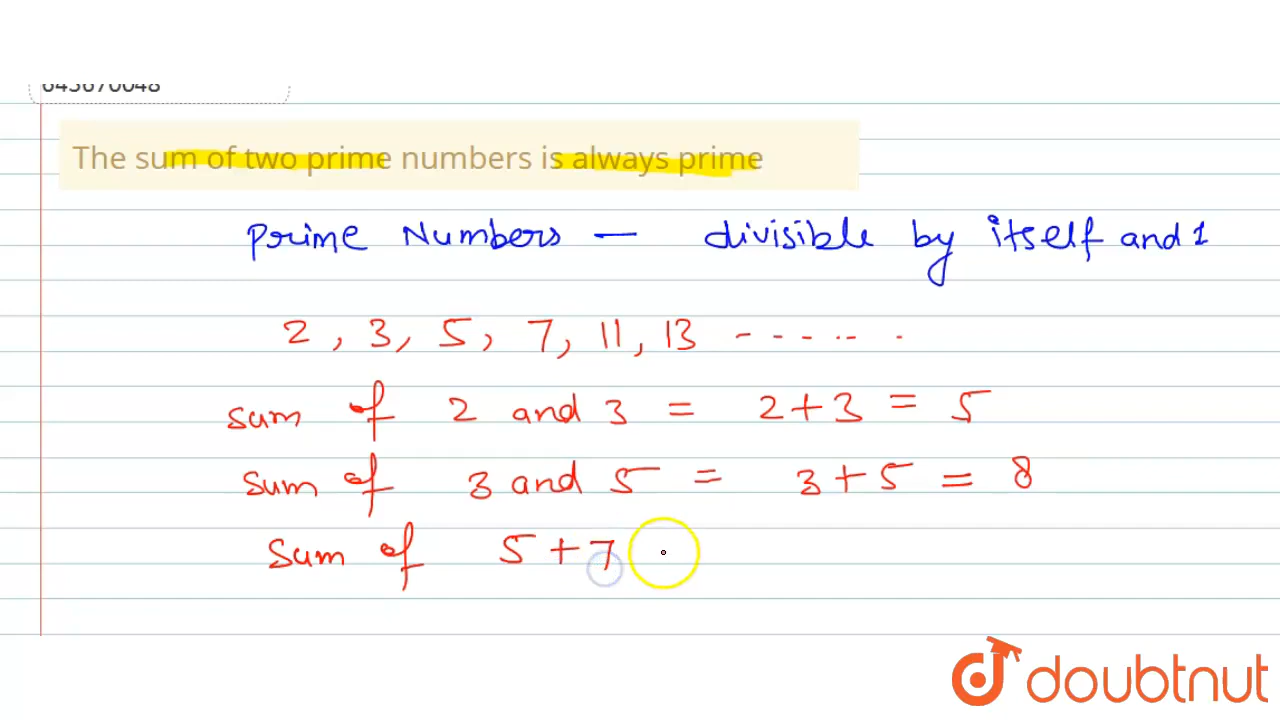 645670048
The sum of two prime numbers is always prime
Prime Numbers — divisible by itself and 1
2, 3, 5, 7, 11, 13 - - - - - - -
sum of 2 and 3 = 2+3 = 5
sum of 3 and 5 = 3+5 = 8
Sum of 5+7
doubtnut